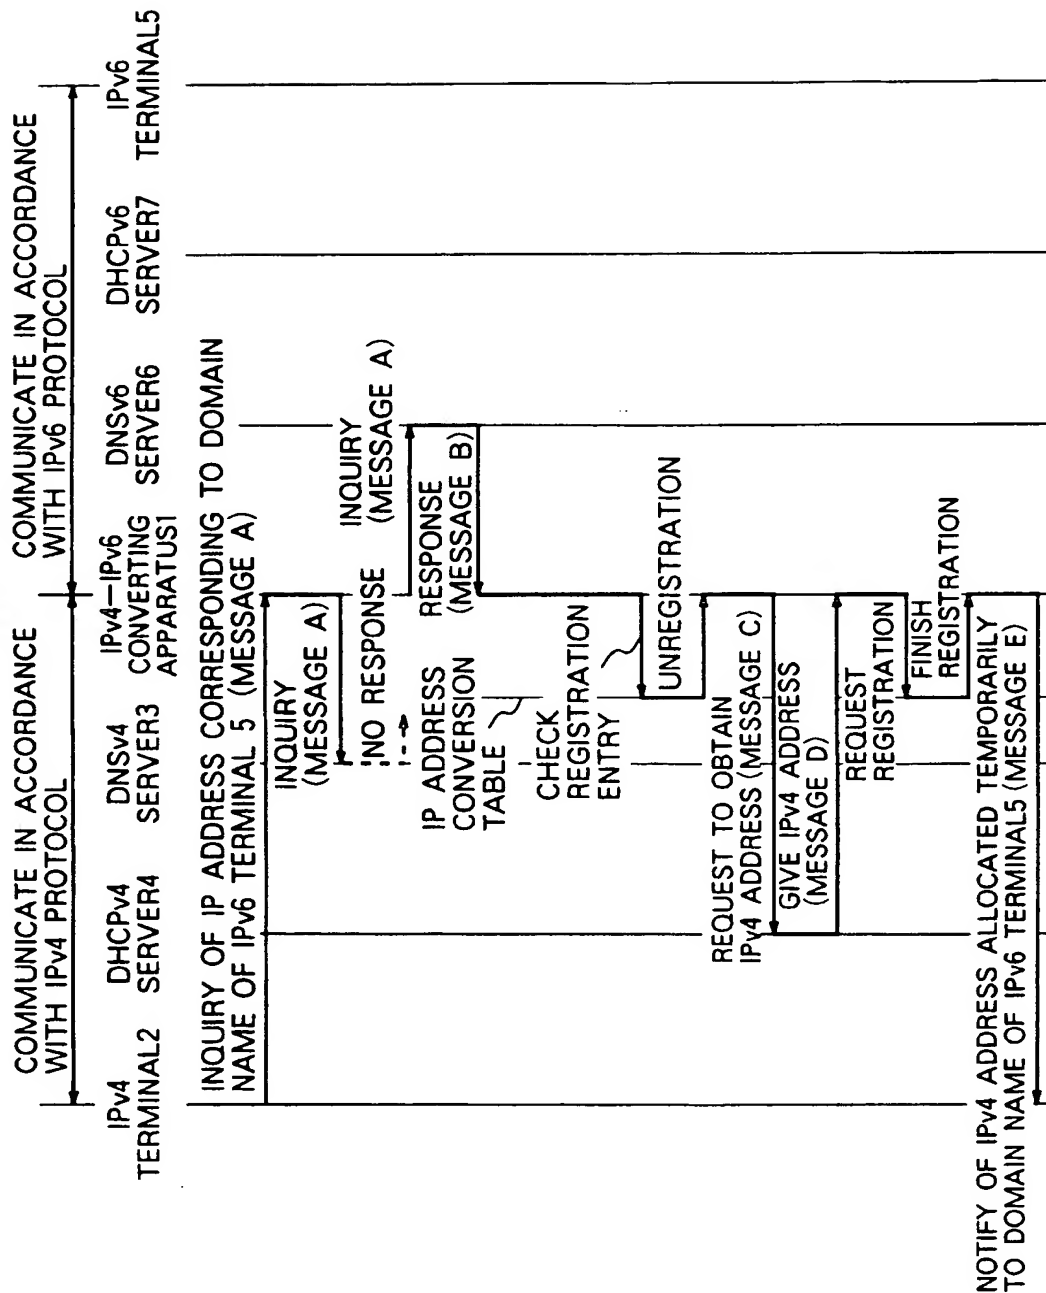 COMMUNICATE IN ACCORDANCE
WITH IPv4 PROTOCOL
COMMUNICATE IN ACCORDANCE
WITH IPv6 PROTOCOL
IPv4
TERMINAL2
DHCPv4
SERVER4
DNSv4
SERVER3
IPv4-IPv6
CONVERTING
APPARATUS1
DNSv6
SERVER6
DHCPv6
SERVER7
IPv6
TERMINAL5
INQUIRY OF IP ADDRESS CORRESPONDING TO DOMAIN
NAME OF IPv6 TERMINAL 5 (MESSAGE A)
INQUIRY
(MESSAGE A)
NO RESPONSE
INQUIRY
(MESSAGE A)
RESPONSE
(MESSAGE B)
IP ADDRESS
CONVERSION
TABLE
CHECK
REGISTRATION
ENTRY
UNREGISTRATION
REQUEST TO OBTAIN
IPv4 ADDRESS (MESSAGE C)
GIVE IPv4 ADDRESS
(MESSAGE D)
REQUEST
REGISTRATION
FINISH
REGISTRATION
NOTIFY OF IPv4 ADDRESS ALLOCATED TEMPORARILY
TO DOMAIN NAME OF IPv6 TERMINAL5 (MESSAGE E)